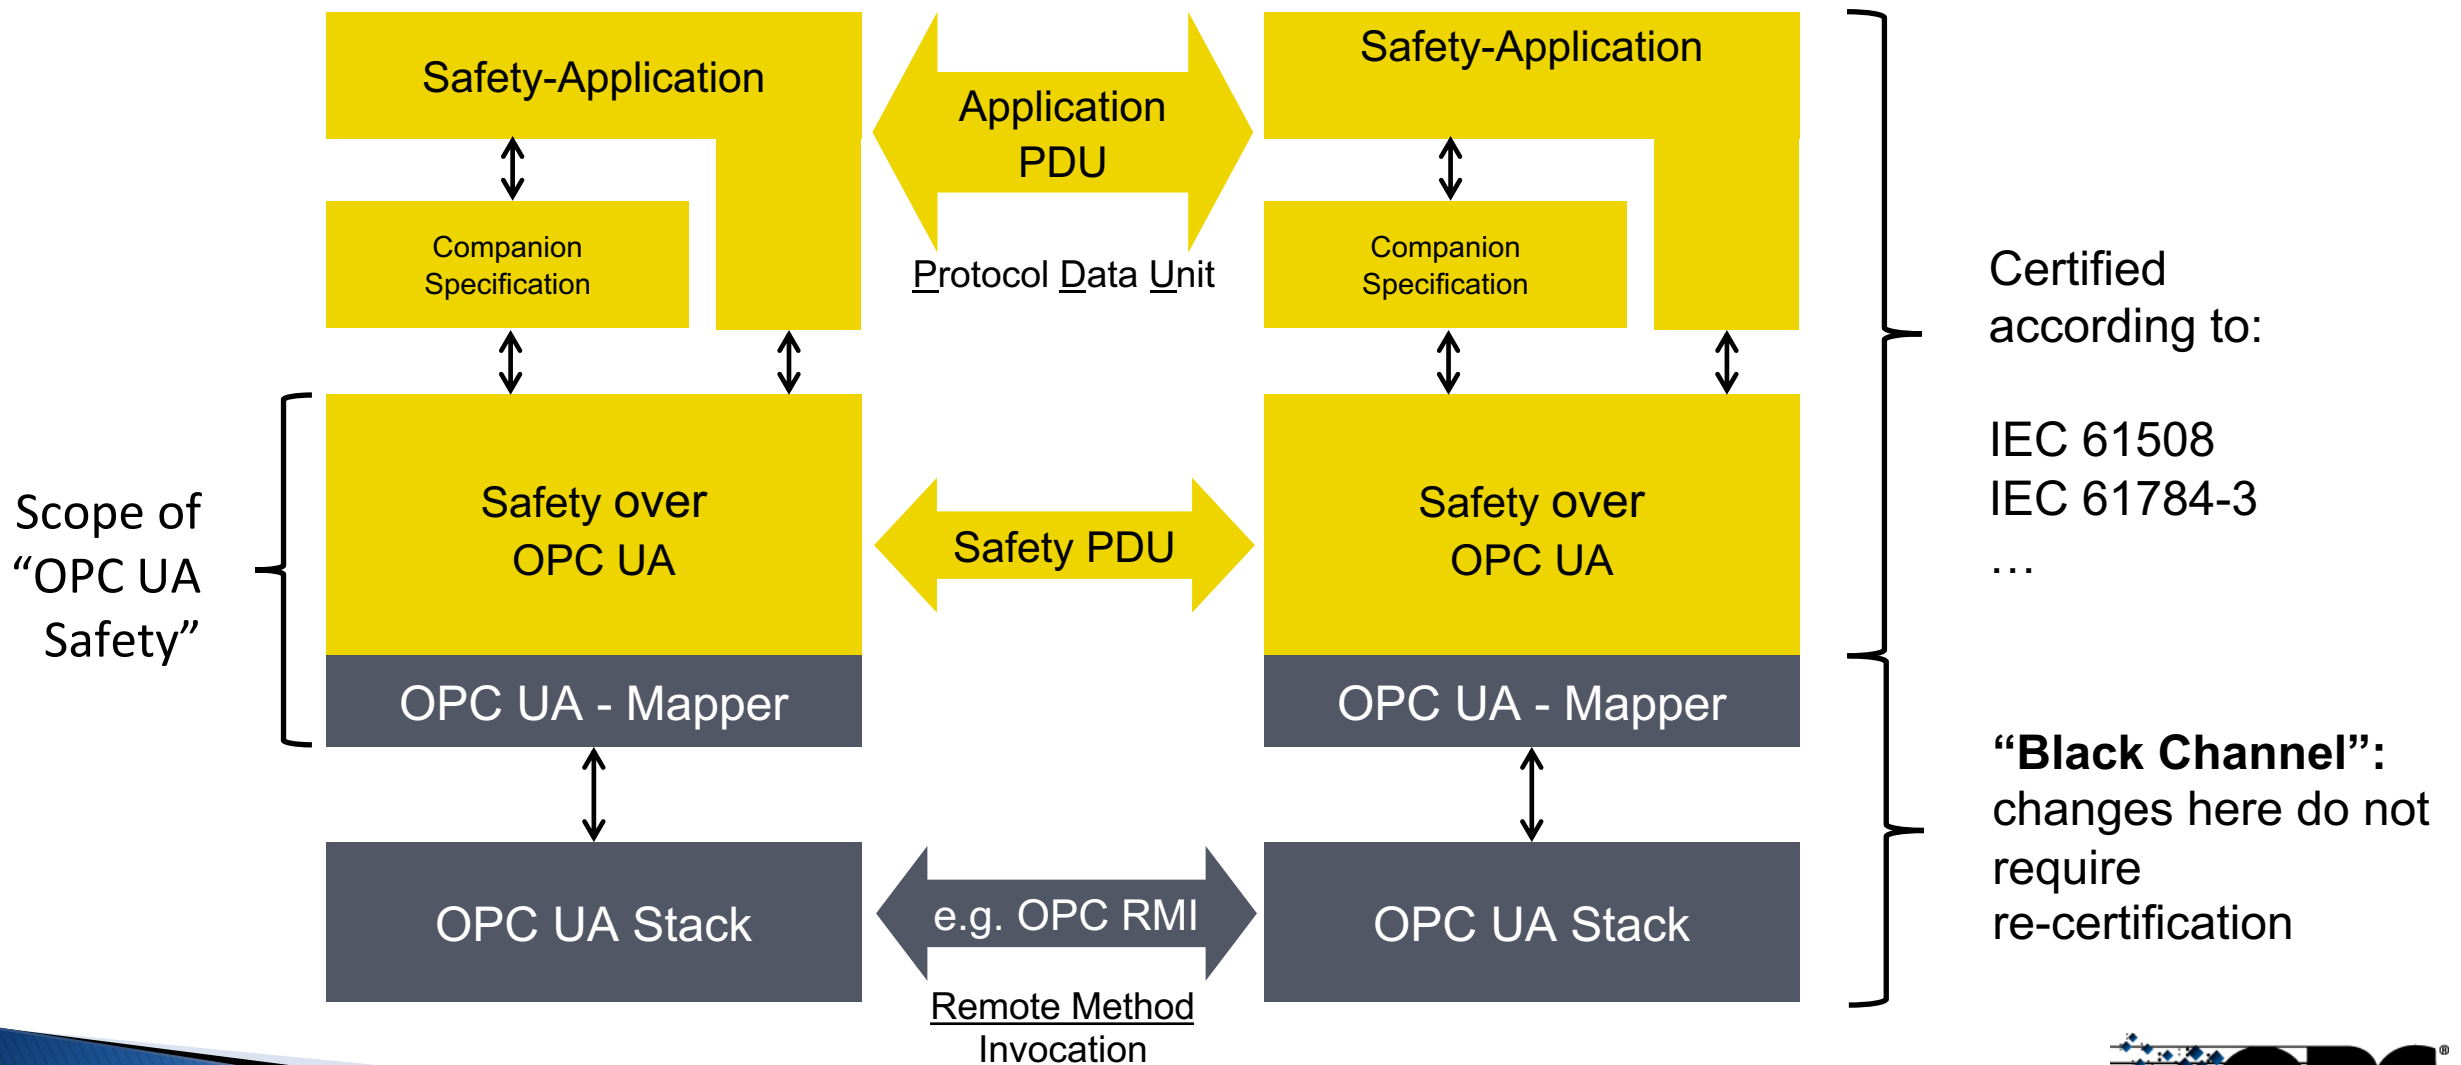 Safety-Application
Companion
Specification
Safety over
OPC UA
OPC UA - Mapper
OPC UA Stack
Scope of
“OPC UA
Safety”
Application
PDU
Protocol Data Unit
Safety PDU
e.g. OPC RMI
Remote Method
Invocation
Safety-Application
Companion
Specification
Safety over
OPC UA
OPC UA - Mapper
OPC UA Stack
Certified
according to:
IEC 61508
IEC 61784-3
…
“Black Channel”:
changes here do not
require
re-certification